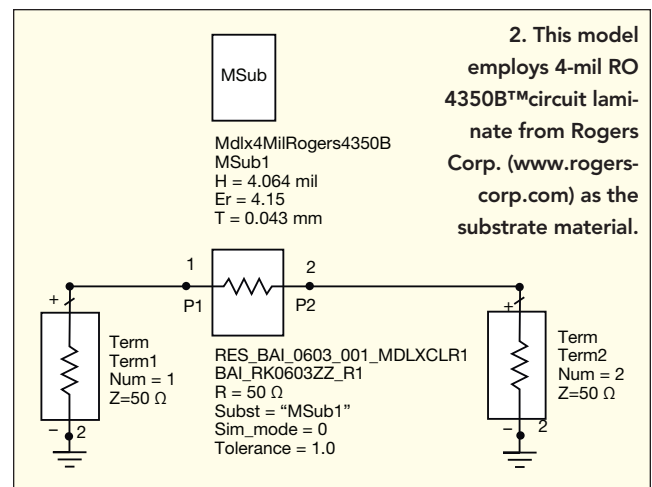 2. This model
employs 4-mil RO
4350B™circuit lami-
nate from Rogers
Corp. (www.rogers-
corp.com) as the
substrate material.
MSub
Mdlx4MilRogers4350B
MSub1
H = 4.064 mil
Er = 4.15
T = 0.043 mm
1
2
P1
P2
+
Term
Term1
Num = 1
Z=50 Ω
– 2
RES_BAI_0603_001_MDLXCLR1
BAI_RK0603ZZ_R1
R = 50 Ω
Subst = “MSub1”
Sim_mode = 0
Tolerance = 1.0
+
Term
Term2
Num = 2
Z=50 Ω
– 2